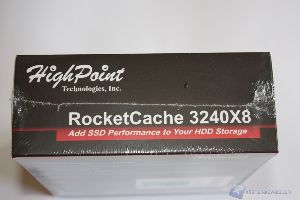 HighPoint
Technologies, Inc.
RocketCache 3240X8
Add SSD Performance to Your HDD Storage